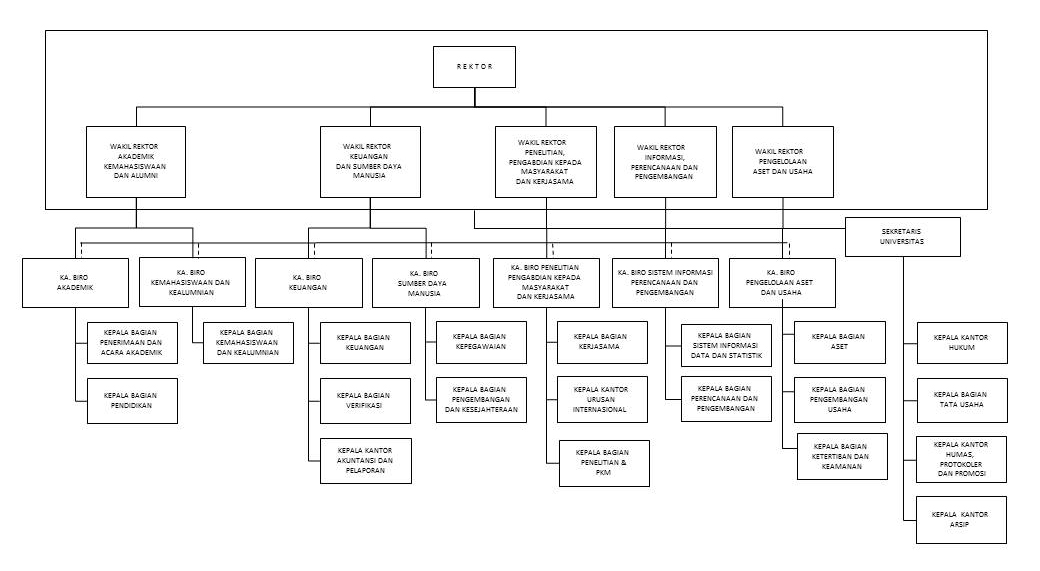 R E K T O R
WAKIL REKTOR
AKADEMIK
KEMAHASISWAAN
DAN ALUMNI
WAKIL REKTOR
KEUANGAN
DAN SUMBER DAYA
MANUSIA
WAKIL REKTOR
PENELITIAN,
PENGABDIAN KEPADA
MASYARAKAT
DAN KERJASAMA
WAKIL REKTOR
INFORMASI,
PERENCANAAN DAN
PENGEMBANGAN
WAKIL REKTOR
PENGELOLAAN
ASET DAN USAHA
SEKRETARIS
UNIVERSITAS
KA. BIRO
AKADEMIK
KA. BIRO
KEMAHASISWAAN DAN
KEALUMNIAN
KA. BIRO
KEUANGAN
KA. BIRO
SUMBER DAYA
MANUSIA
KA. BIRO PENELITIAN
PENGABDIAN KEPADA
MASYARAKAT
DAN KERJASAMA
KA. BIRO SISTEM INFORMASI
PERENCANAAN DAN
PENGEMBANGAN
KA. BIRO
PENGELOLAAN ASET
DAN USAHA
KEPALA BAGIAN
PENERIMAAN DAN
ACARA AKADEMIK
KEPALA BAGIAN
KEMAHASISWAAN
DAN KEALUMNIAN
KEPALA BAGIAN
KEUANGAN
KEPALA BAGIAN
KEPEGAWAIAN
KEPALA BAGIAN
KERJASAMA
KEPALA BAGIAN
SISTEM INFORMASI
DATA DAN STATISTIK
KEPALA BAGIAN
ASET
KEPALA KANTOR
HUKUM
KEPALA BAGIAN
PENDIDIKAN
KEPALA BAGIAN
VERIFIKASI
KEPALA BAGIAN
PENGEMBANGAN
DAN KESEJAHTERAAN
KEPALA KANTOR
URUSAN
INTERNASIONAL
KEPALA BAGIAN
PERENCANAAN DAN
PENGEMBANGAN
KEPALA BAGIAN
PENGEMBANGAN
USAHA
KEPALA BAGIAN
TATA USAHA
KEPALA KANTOR
AKUNTANSI DAN
PELAPORAN
KEPALA BAGIAN
PENELITIAN &
PKM
KEPALA BAGIAN
KETERTIBAN DAN
KEAMANAN
KEPALA KANTOR
HUMAS,
PROTOKOLER
DAN PROMOSI
KEPALA KANTOR
ARSIP